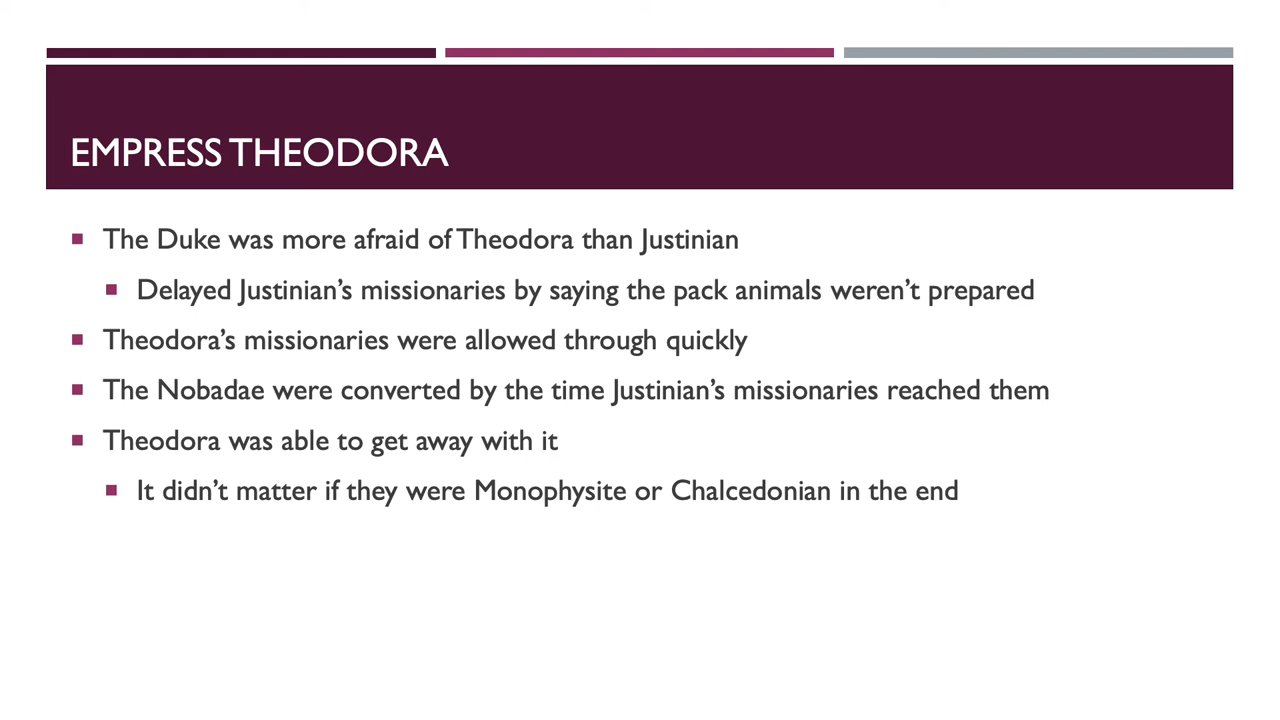 EMPRESS THEODORA
The Duke was more afraid of Theodora than Justinian
Delayed Justinian’s missionaries by saying the pack animals weren’t prepared
Theodora’s missionaries were allowed through quickly
The Nobadae were converted by the time Justinian’s missionaries reached them
Theodora was able to get away with it
It didn’t matter if they were Monophysite or Chalcedonian in the end